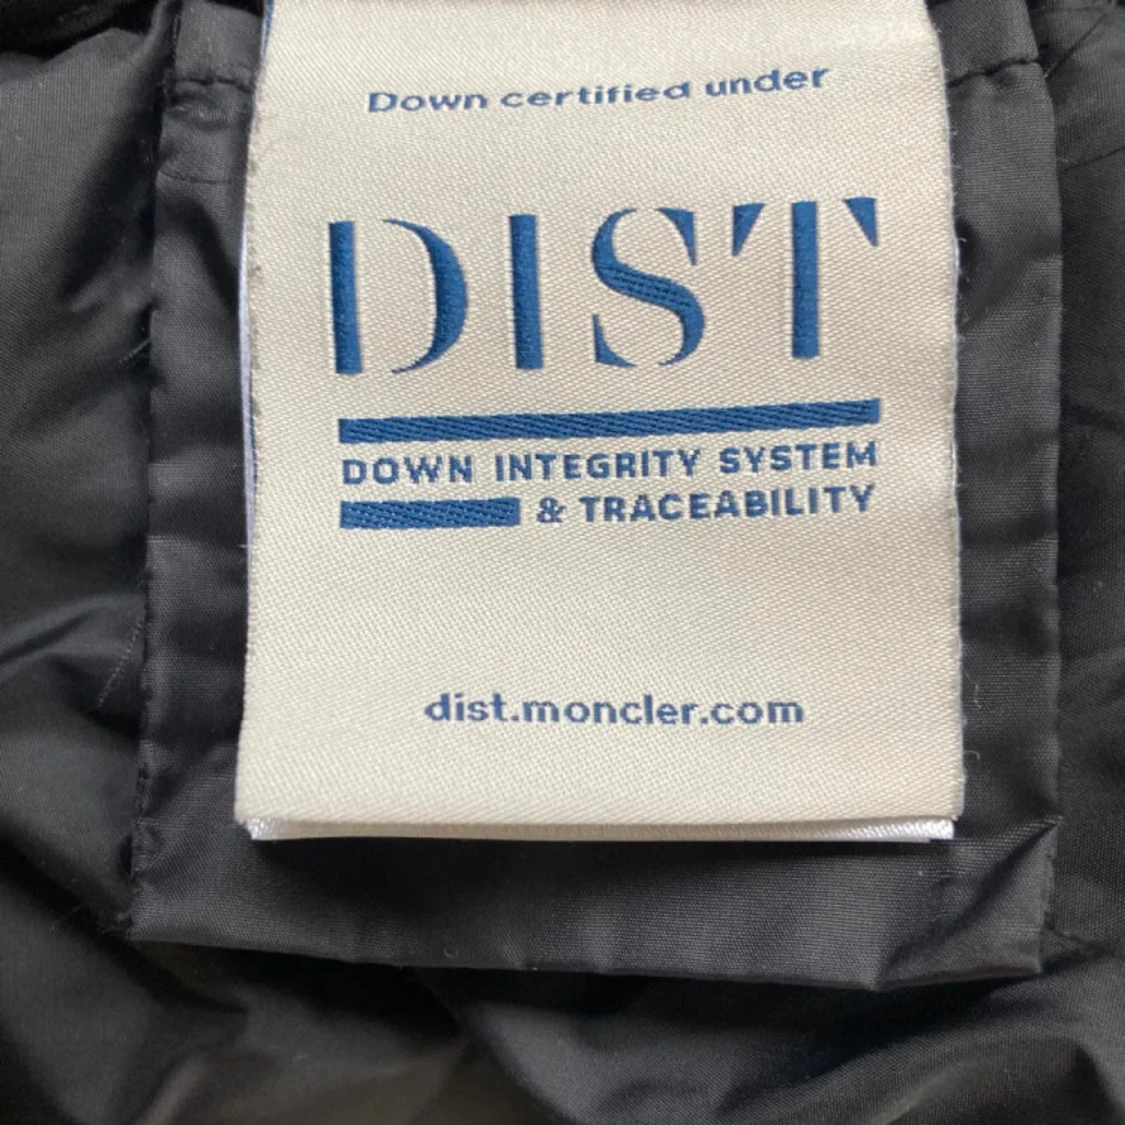 Down certified under
DIST
DOWN INTEGRITY SYSTEM
& TRACEABILITY
dist.moncler.com